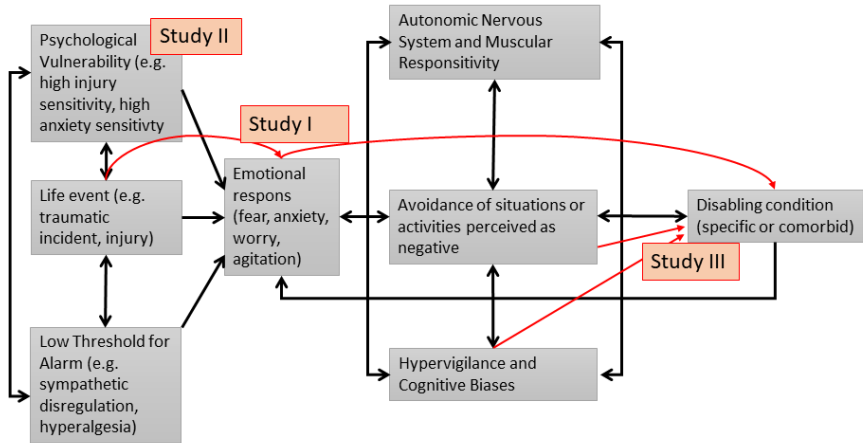 Psychological
Vulnerability (e.g.
high injury
sensitivity, high
anxiety sensitivty
Study II
Autonomic Nervous
System and Muscular
Responsitivity
Study I
Life event (e.g.
traumatic
incident, injury)
Emotional
respons
(fear, anxiety,
worry,
agitation)
Avoidance of situations or
activities perceived as
negative
Disabling condition
(specific or comorbid)
Study III
Low Threshold for
Alarm (e.g.
sympathetic
disregulation,
hyperalgesia)
Hypervigilance and
Cognitive Biases